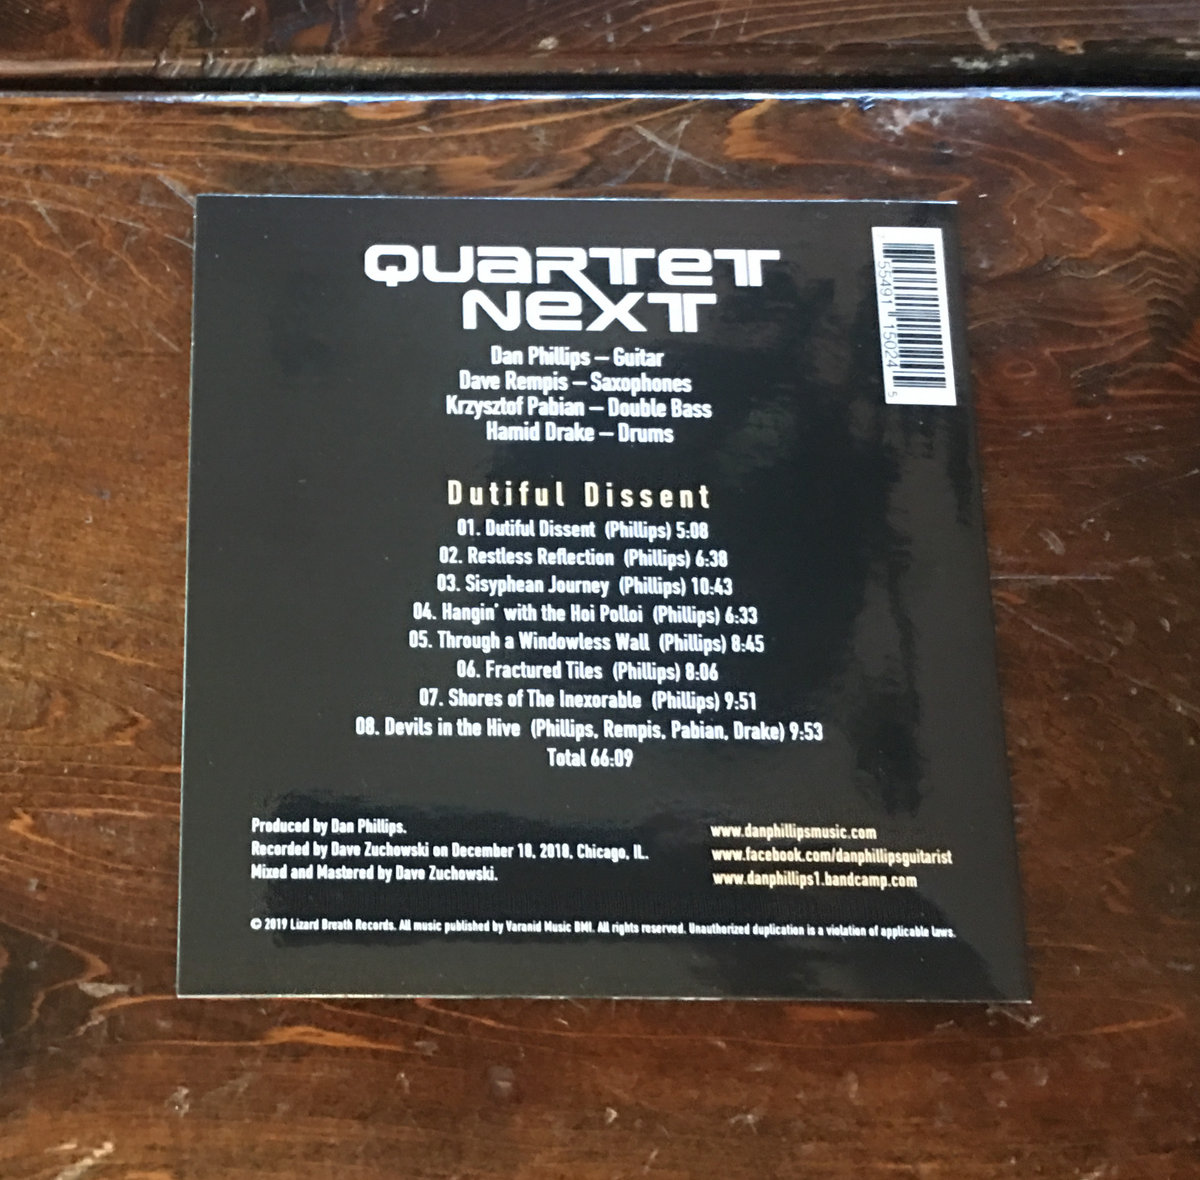 QUARTET
NEXT
Dan Phillips – Guitar
Dave Rempis – Saxophones
Krzysztof Pabian – Double Bass
Hamid Drake – Drums
Dutiful Dissent
01. Dutiful Dissent (Phillips) 5:08
02. Restless Reflection (Phillips) 6:38
03. Sisyphean Journey (Phillips) 10:43
04. Hangin' with the Hoi Polloi (Phillips) 6:33
05. Through a Windowless Wall (Phillips) 8:45
06. Fractured Tiles (Phillips) 8:06
07. Shores of The Inexorable (Phillips) 9:51
08. Devils in the Hive (Phillips, Rempis, Pabian, Drake) 9:53
Total 66:09
Produced by Dan Phillips.
Recorded by Dave Zuchowski on December 18, 2018, Chicago, IL.
Mixed and Mastered by Dave Zuchowski.
www.danphillipsmusic.com
www.facebook.com/danphillipsguitarist
www.danphillips1.bandcamp.com
© 2019 Lizard Breath Records. All music published by Varanid Music BMI. All rights reserved. Unauthorized duplication is a violation of applicable laws.
55491 15024 5